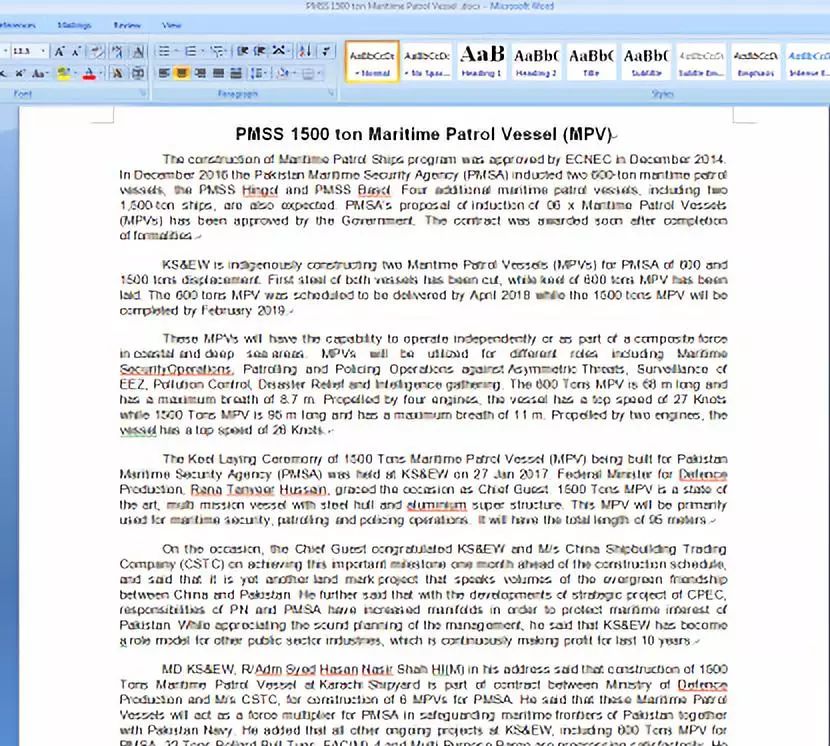 PMSS 1500 ton Maritime Patrol Vessel .docx - Microsoft Word
Mailings Review View
Font Paragraph Styles
AaBbCcDc AaBbCcDc AaB AaBbC AaBbC AaBbC AaBbCcD AaBbCcD AaBbCcD
Normal No Spac... Heading 1 Heading 2 Title Subtitle Subtle Em... Emphasis Intense E...
PMSS 1500 ton Maritime Patrol Vessel (MPV)
The construction of Maritime Patrol Ships program was approved by ECNEC in December 2014.
In December 2016 the Pakistan Maritime Security Agency (PMSA) inducted two 600-ton maritime patrol
vessels, the PMSS Hingol and PMSS Basol. Four additional maritime patrol vessels, including two
1,500-ton ships, are also expected. PMSA's proposal of induction of 06 x Maritime Patrol Vessels
(MPVs) has been approved by the Government. The contract was awarded soon after completion
of formalities.
KS&EW is indigenously constructing two Maritime Patrol Vessels (MPVs) for PMSA of 600 and
1500 tons displacement. First steel of both vessels has been cut, while keel of 600 tons MPV has been
laid. The 600 tons MPV was scheduled to be delivered by April 2018 while the 1500 tons MPV will be
completed by February 2019.
These MPVs will have the capability to operate independently or as part of a composite force
in coastal and deep sea areas. MPVs will be utilized for different roles including Maritime
SecurityOperations, Patrolling and Policing Operations against Asymmetric Threats, Surveillance of
EEZ, Pollution Control, Disaster Relief and Intelligence gathering. The 600 Tons MPV is 68 m long and
has a maximum breath of 8.7 m. Propelled by four engines, the vessel has a top speed of 27 Knots
while 1500 Tons MPV is 95 m long and has a maximum breath of 11 m. Propelled by two engines, the
vessel has a top speed of 26 Knots.
The Keel Laying Ceremony of 1500 Tons Maritime Patrol Vessel (MPV) being built for Pakistan
Maritime Security Agency (PMSA) was held at KS&EW on 27 Jan 2017. Federal Minister for Defence
Production, Rana Tanveer Hussain, graced the occasion as Chief Guest. 1500 Tons MPV is a state of
the art, multi mission vessel with steel hull and aluminium super structure. This MPV will be primarily
used for maritime security, patrolling and policing operations. It will have the total length of 95 meters.
On the occasion, the Chief Guest congratulated KS&EW and M/s China Shipbuilding Trading
Company (CSTC) on achieving this important milestone one month ahead of the construction schedule,
and said that it is yet another land mark project that speaks volumes of the evergreen friendship
between China and Pakistan. He further said that with the developments of strategic project of CPEC,
responsibilities of PN and PMSA have increased manifolds in order to protect maritime interest of
Pakistan. While appreciating the sound planning of the management, he said that KS&EW has become
a role model for other public sector industries, which is continuously making profit for last 10 years.
MD KS&EW, R/Adm Syed Hasan Nasir Shah HI(M) in his address said that construction of 1500
Tons Maritime Patrol Vessel at Karachi Shipyard is part of contract between Ministry of Defence
Production and M/s CSTC, for construction of 6 MPVs for PMSA. He said that these Maritime Patrol
Vessels will act as a force multiplier for PMSA in safeguarding maritime frontiers of Pakistan together
with Pakistan Navy. He added that all other ongoing projects at KS&EW, including 600 Tons MPV for